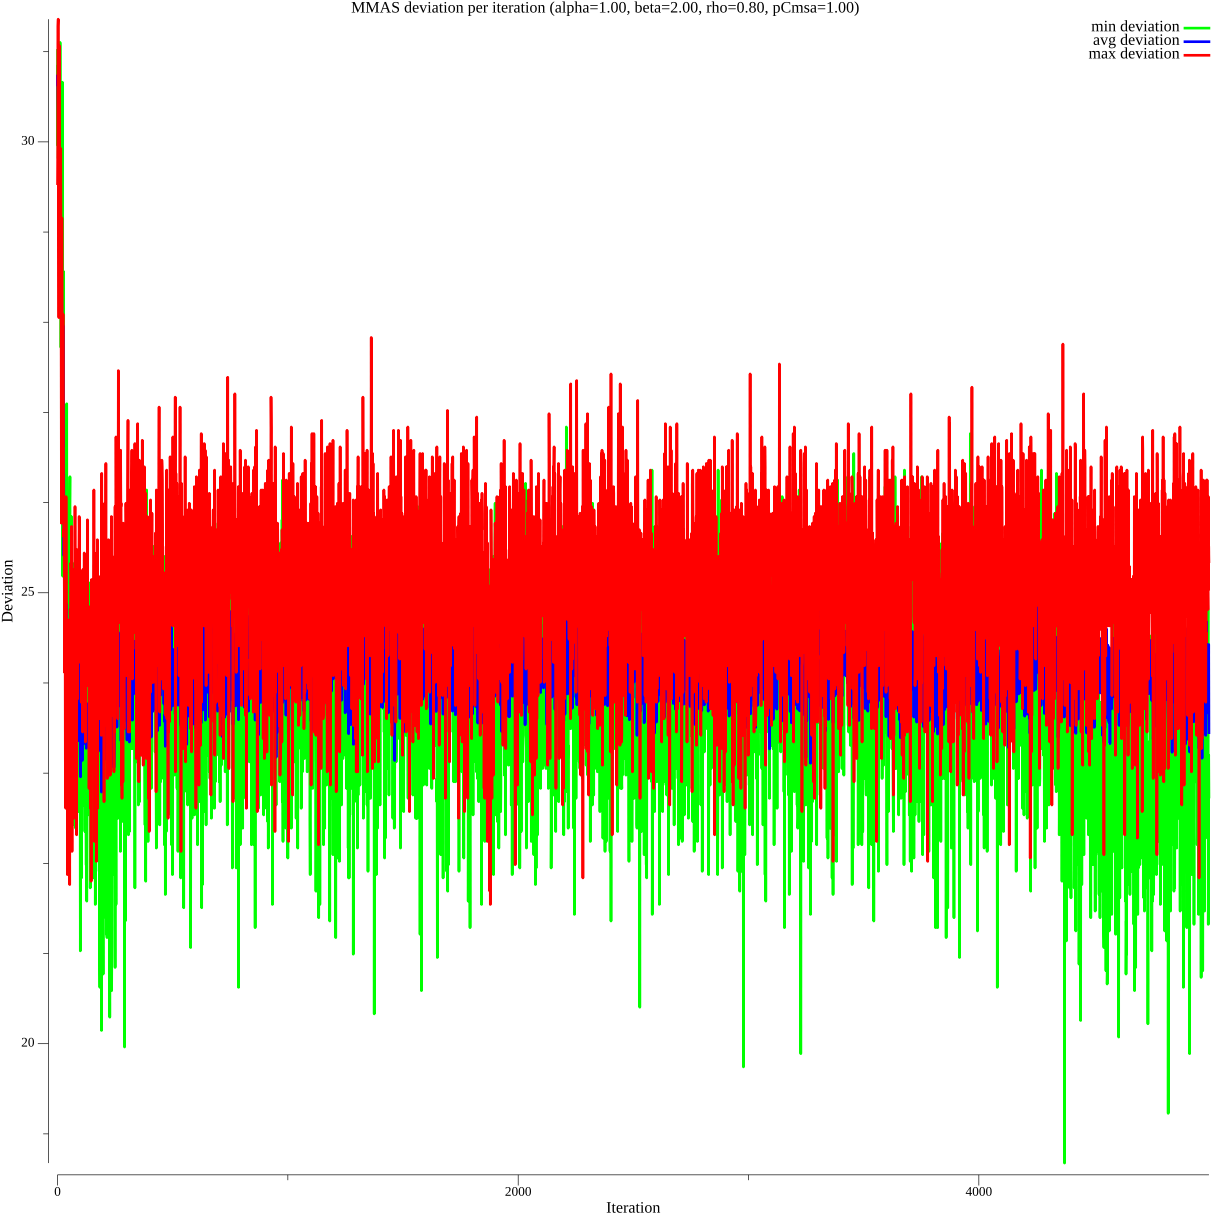 MMAS deviation per iteration (alpha=1.00, beta=2.00, rho=0.80, pCmsa=1.00)
min deviation
avg deviation
max deviation
30
25
20
Deviation
0
2000
4000
Iteration